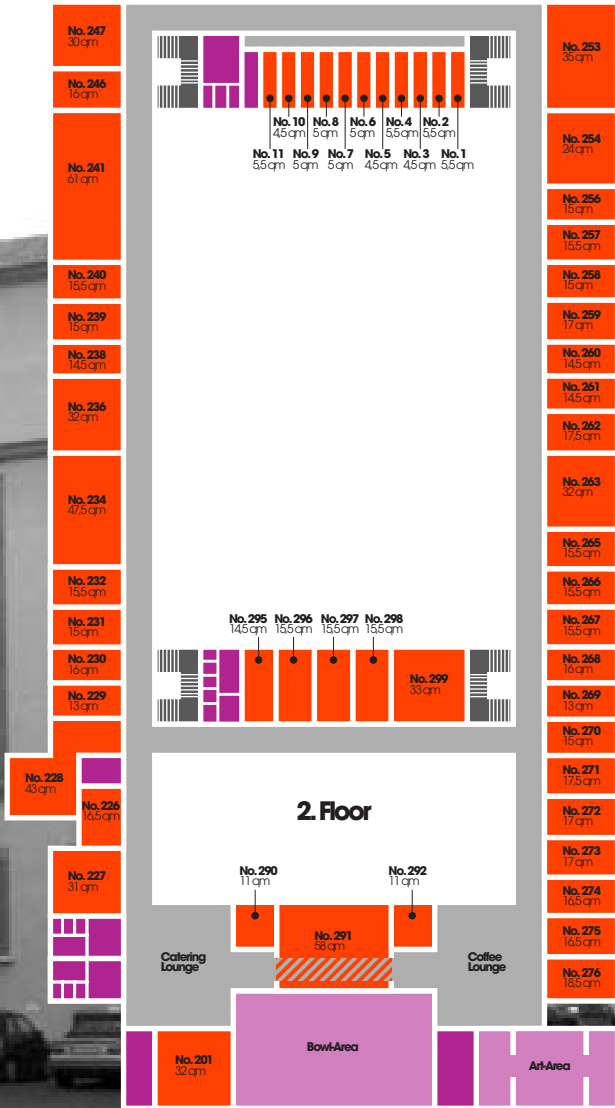 No. 247
30 qm
No. 246
16 qm
No. 241
61 qm
No. 240
15,5 qm
No. 239
15 qm
No. 238
14,5 qm
No. 236
32 qm
No. 234
47,5 qm
No. 232
15,5 qm
No. 231
15 qm
No. 230
16 qm
No. 229
13 qm
No. 228
43 qm
No. 226
16,5 qm
No. 227
31 qm
No. 10 No. 8 No. 6 No. 4 No. 2
4,5 qm 5 qm 5 qm 5,5 qm 5,5 qm
No. 11 No. 9 No. 7 No. 5 No. 3 No. 1
5,5 qm 5 qm 5 qm 4,5 qm 4,5 qm 5,5 qm
No. 295 No. 296 No. 297 No. 298
14,5 qm 15,5 qm 15,5 qm 15,5 qm
No. 299
33 qm
2. Floor
No. 290
11 qm
No. 292
11 qm
No. 291
58 qm
Catering
Lounge
Coffee
Lounge
Bowl-Area
No. 201
32 qm
Art-Area
No. 253
35 qm
No. 254
24 qm
No. 256
15 qm
No. 257
15,5 qm
No. 258
15 qm
No. 259
17 qm
No. 260
14,5 qm
No. 261
14,5 qm
No. 262
17,5 qm
No. 263
32 qm
No. 265
15,5 qm
No. 266
15,5 qm
No. 267
15,5 qm
No. 268
16 qm
No. 269
13 qm
No. 270
15 qm
No. 271
17,5 qm
No. 272
17 qm
No. 273
17 qm
No. 274
16,5 qm
No. 275
16,5 qm
No. 276
18,5 qm